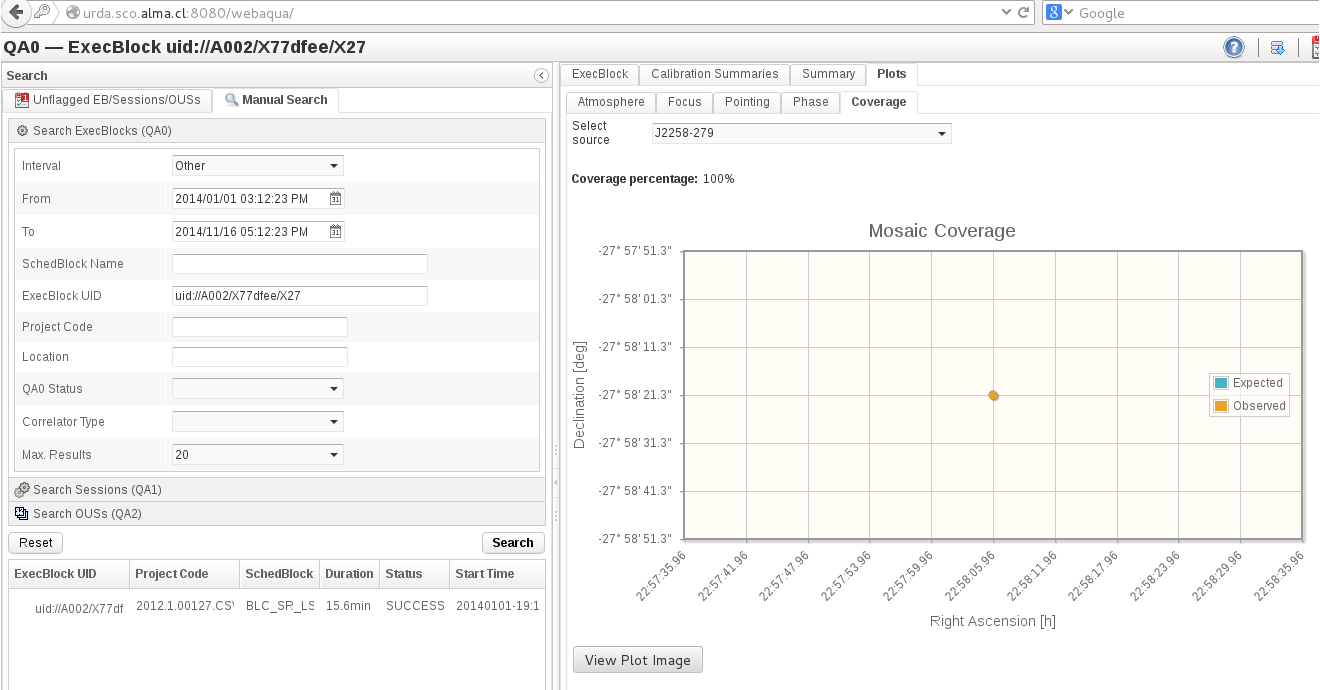 urda.sco.alma.cl:8080/webaqua/
Google
QA0 — ExecBlock uid://A002/X77dfee/X27
Search
Unflagged EB/Sessions/OUSs
Manual Search
Search ExecBlocks (QA0)
Interval Other
From 2014/01/01 03:12:23 PM
To 2014/11/16 05:12:23 PM
SchedBlock Name
ExecBlock UID uid://A002/X77dfee/X27
Project Code
Location
QA0 Status
Correlator Type
Max. Results 20
Search Sessions (QA1)
Search OUSs (QA2)
Reset Search
ExecBlock UID Project Code SchedBlock Duration Status Start Time
uid://A002/X77df 2012.1.00127.CSV BLC_SR_LS 15.6min SUCCESS 20140101-19:1
ExecBlock Calibration Summaries Summary Plots
Atmosphere Focus Pointing Phase Coverage
Select
source
J2258-279
Coverage percentage: 100%
Mosaic Coverage
Declination [deg]
-27° 57' 51.3"
-27° 58' 01.3"
-27° 58' 11.3"
-27° 58' 21.3"
-27° 58' 31.3"
-27° 58' 41.3"
-27° 58' 51.3"
Expected
Observed
22:57:35.96 22:57:41.96 22:57:47.96 22:57:53.96 22:57:59.96 22:58:05.96 22:58:11.96 22:58:17.96 22:58:23.96 22:58:29.96 22:58:35.96
Right Ascension [h]
View Plot Image